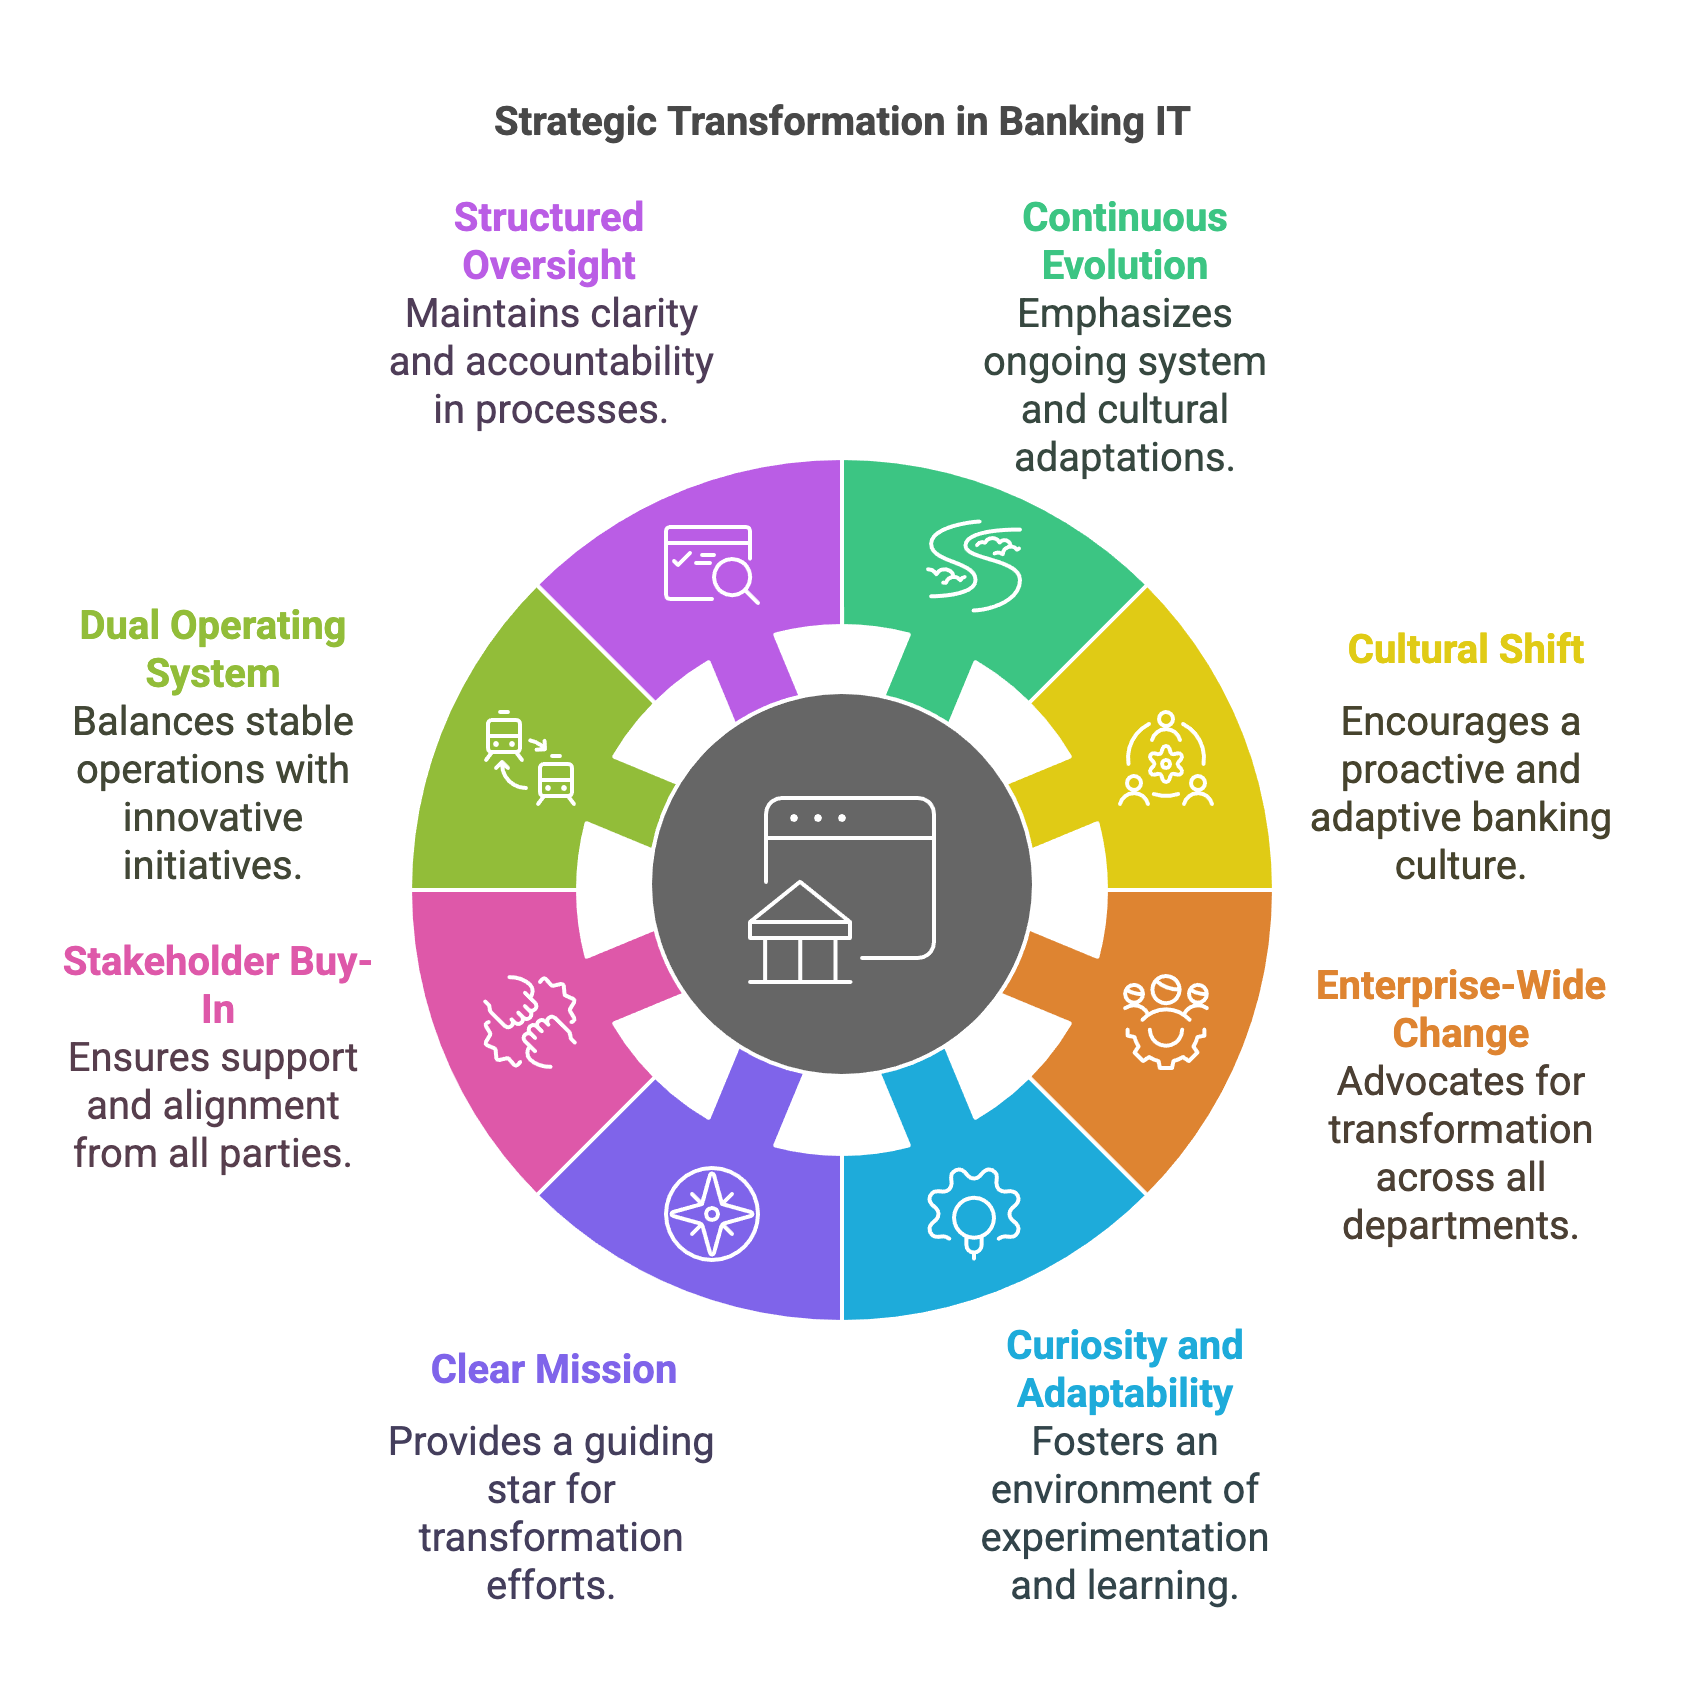 Strategic Transformation in Banking IT
Structured
Oversight
Maintains clarity
and accountability
in processes.
Continuous
Evolution
Emphasizes
ongoing system
and cultural
adaptations.
Dual Operating
System
Balances stable
operations with
innovative
initiatives.
Cultural Shift
Encourages a
proactive and
adaptive banking
culture.
Stakeholder Buy-
In
Ensures support
and alignment
from all parties.
Enterprise-Wide
Change
Advocates for
transformation
across all
departments.
Clear Mission
Provides a guiding
star for
transformation
efforts.
Curiosity and
Adaptability
Fosters an
environment of
experimentation
and learning.